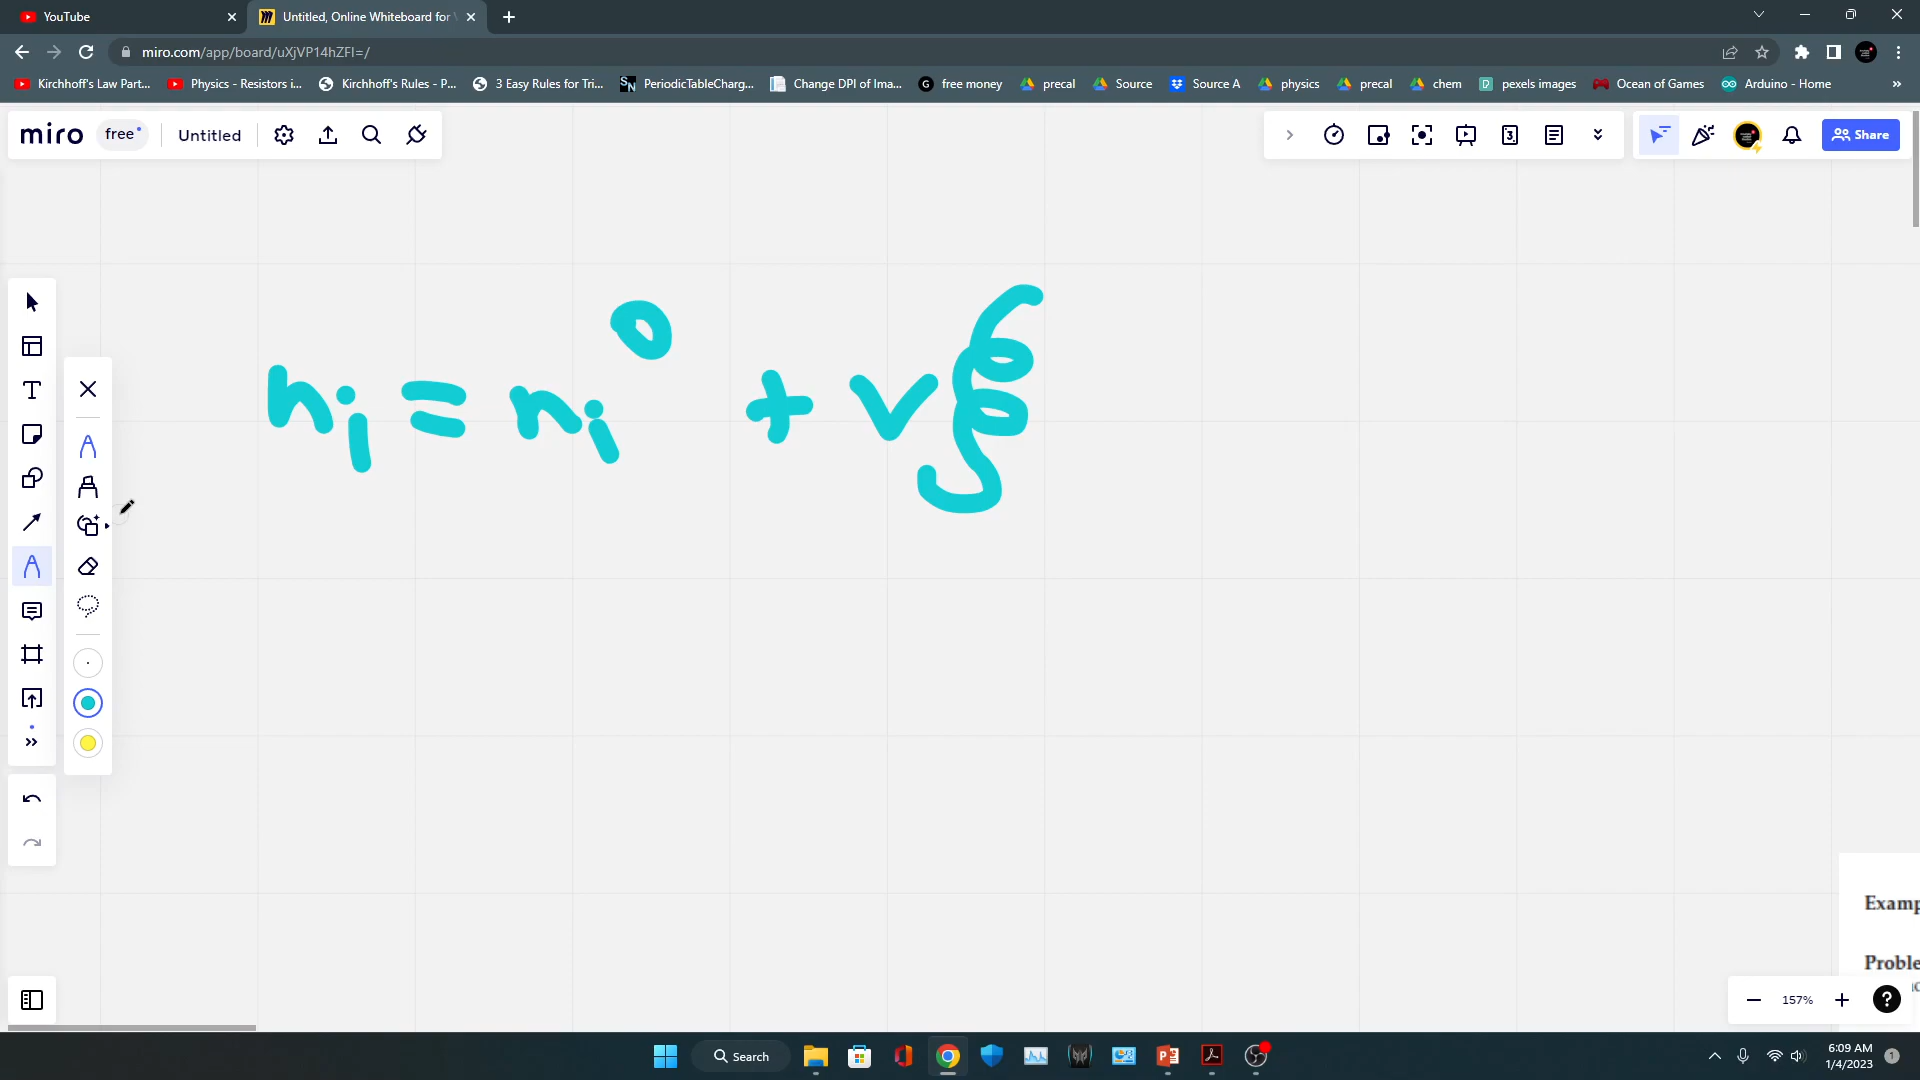 YouTube
Untitled, Online Whiteboard for
miro.com/app/board/uXjVP14hZFI=/
Kirchhoff's Law Part... Physics - Resistors i... Kirchhoff's Rules - P... 3 Easy Rules for Tri... PeriodicTableCharg... Change DPI of Ima... free money precal Source Source A physics precal chem pexels images Ocean of Games Arduino - Home
miro free Untitled Share
nᵢ = nᵢ⁰ + νξ
Examp
Proble
157%
Search
6:09 AM
1/4/2023